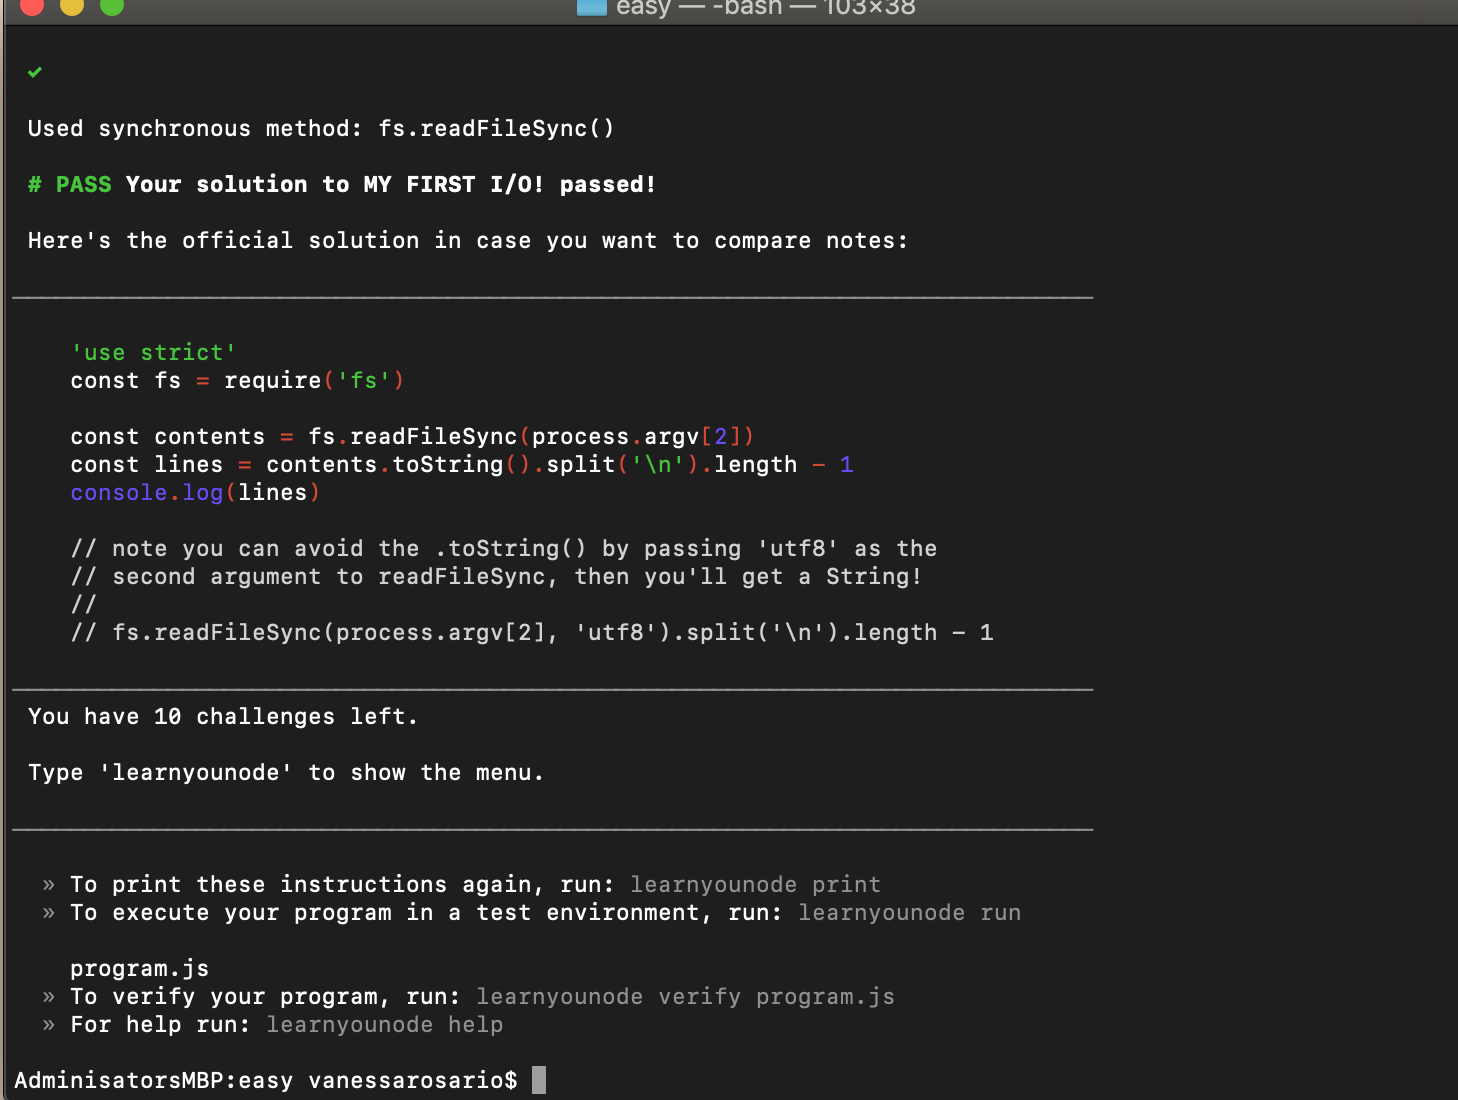 easy — -bash — 103×38
✔
Used synchronous method: fs.readFileSync()
# PASS Your solution to MY FIRST I/O! passed!
Here's the official solution in case you want to compare notes:
'use strict'
const fs = require('fs')
const contents = fs.readFileSync(process.argv[2])
const lines = contents.toString().split('\n').length - 1
console.log(lines)
// note you can avoid the .toString() by passing 'utf8' as the
// second argument to readFileSync, then you'll get a String!
//
// fs.readFileSync(process.argv[2], 'utf8').split('\n').length - 1
You have 10 challenges left.
Type 'learnyounode' to show the menu.
» To print these instructions again, run: learnyounode print
» To execute your program in a test environment, run: learnyounode run
program.js
» To verify your program, run: learnyounode verify program.js
» For help run: learnyounode help
AdminisatorsMBP:easy vanessarosario$